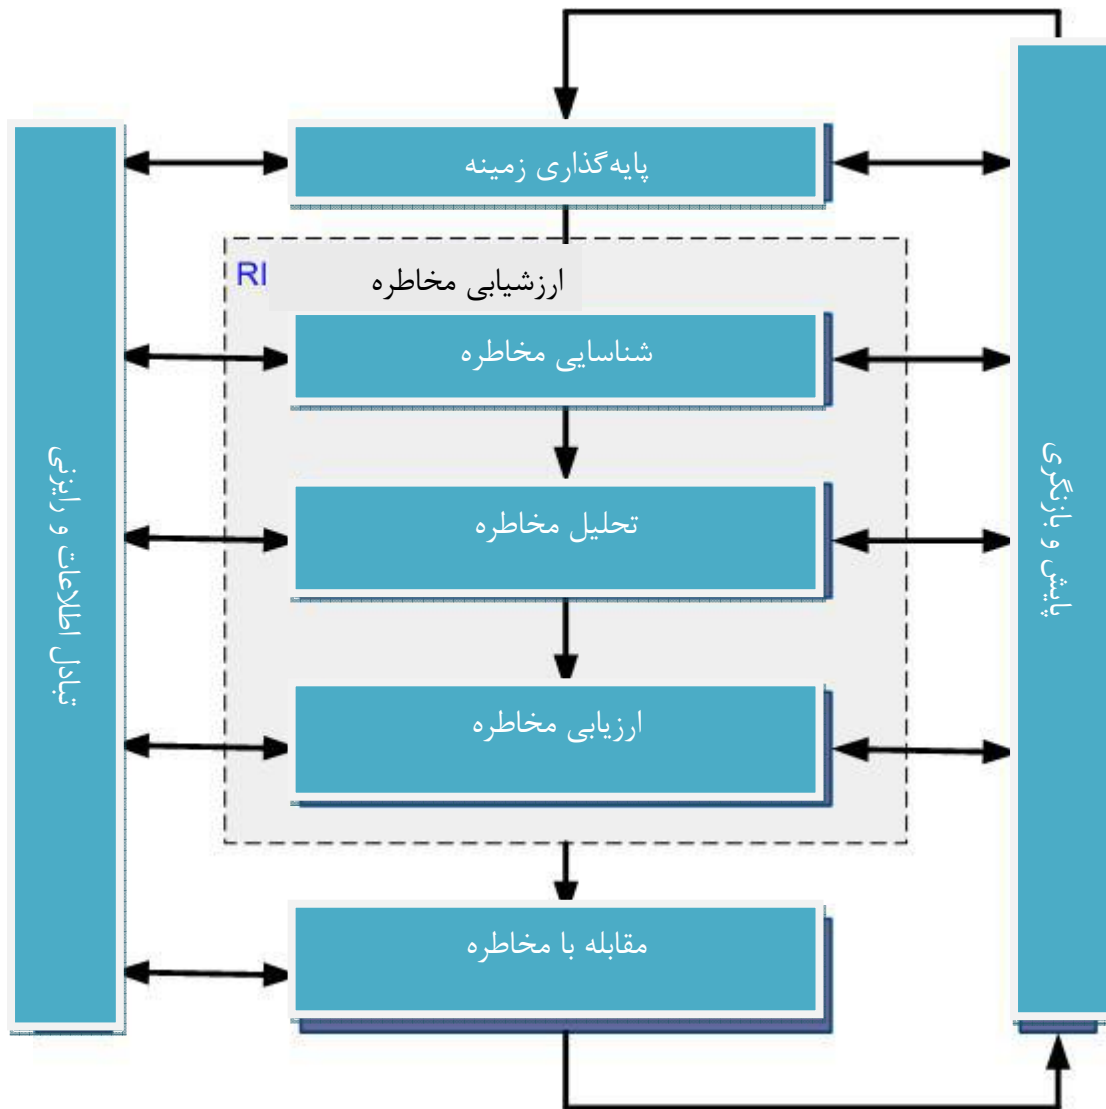 پایه‌گذاری زمینه
RI
ارزشیابی مخاطره
شناسایی مخاطره
تحلیل مخاطره
ارزیابی مخاطره
مقابله با مخاطره
پایش و بازنگری
تبادل اطلاعات و رایزنی